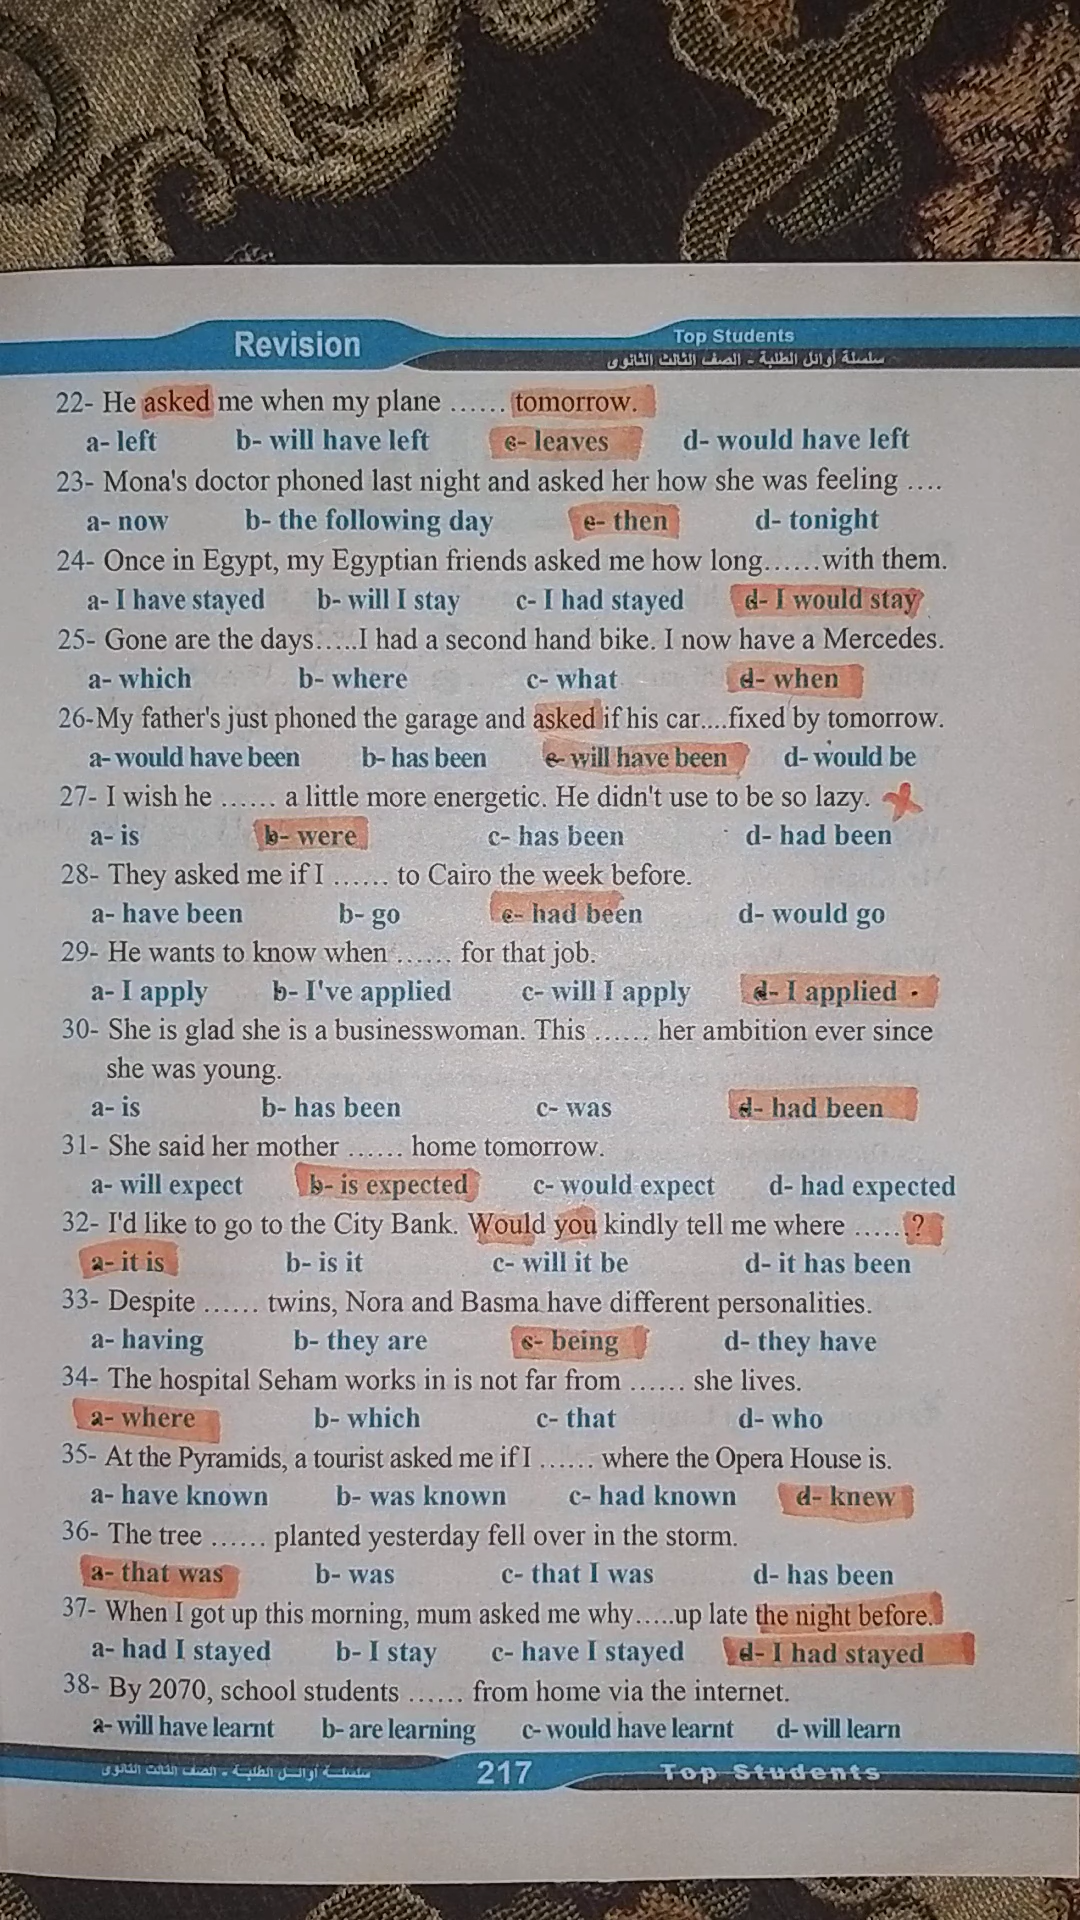 Revision
Top Students
سلسلة أوائل الطلبة - الصف الثالث الثانوى
22- He asked me when my plane ...... tomorrow.
a- left b- will have left c- leaves d- would have left
23- Mona's doctor phoned last night and asked her how she was feeling ....
a- now b- the following day c- then d- tonight
24- Once in Egypt, my Egyptian friends asked me how long......with them.
a- I have stayed b- will I stay c- I had stayed d- I would stay
25- Gone are the days.....I had a second hand bike. I now have a Mercedes.
a- which b- where c- what d- when
26-My father's just phoned the garage and asked if his car....fixed by tomorrow.
a- would have been b- has been c- will have been d- would be
27- I wish he ...... a little more energetic. He didn't use to be so lazy.
a- is b- were c- has been d- had been
28- They asked me if I ...... to Cairo the week before.
a- have been b- go c- had been d- would go
29- He wants to know when ...... for that job.
a- I apply b- I've applied c- will I apply d- I applied
30- She is glad she is a businesswoman. This ...... her ambition ever since
she was young.
a- is b- has been c- was d- had been
31- She said her mother ...... home tomorrow.
a- will expect b- is expected c- would expect d- had expected
32- I'd like to go to the City Bank. Would you kindly tell me where ......?
a- it is b- is it c- will it be d- it has been
33- Despite ...... twins, Nora and Basma have different personalities.
a- having b- they are c- being d- they have
34- The hospital Seham works in is not far from ...... she lives.
a- where b- which c- that d- who
35- At the Pyramids, a tourist asked me if I ...... where the Opera House is.
a- have known b- was known c- had known d- knew
36- The tree ...... planted yesterday fell over in the storm.
a- that was b- was c- that I was d- has been
37- When I got up this morning, mum asked me why.....up late the night before.
a- had I stayed b- I stay c- have I stayed d- I had stayed
38- By 2070, school students ...... from home via the internet.
a- will have learnt b- are learning c- would have learnt d- will learn
سلسلة أوائل الطلبة - الصف الثالث الثانوى
217
Top Students